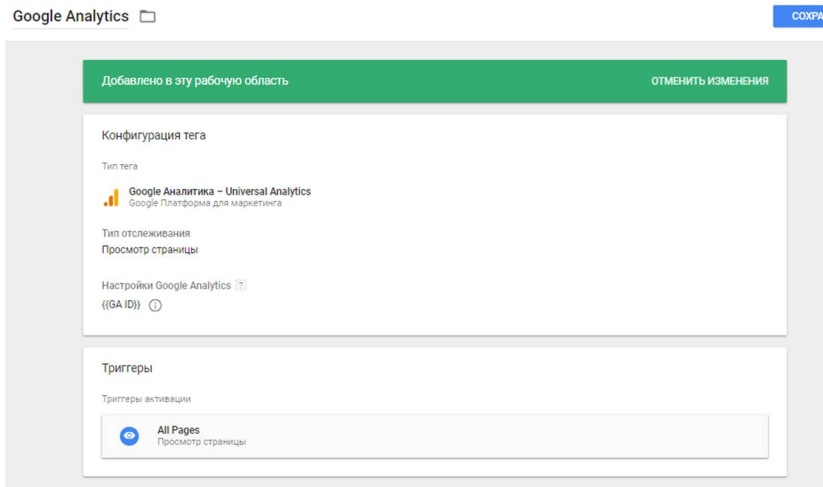 Google Analytics
СОХРА
Добавлено в эту рабочую область
ОТМЕНИТЬ ИЗМЕНЕНИЯ
Конфигурация тега
Тип тега
Google Аналитика – Universal Analytics
Google Платформа для маркетинга
Тип отслеживания
Просмотр страницы
Настройки Google Analytics ?
{{GA ID}}
Триггеры
Триггеры активации
All Pages
Просмотр страницы